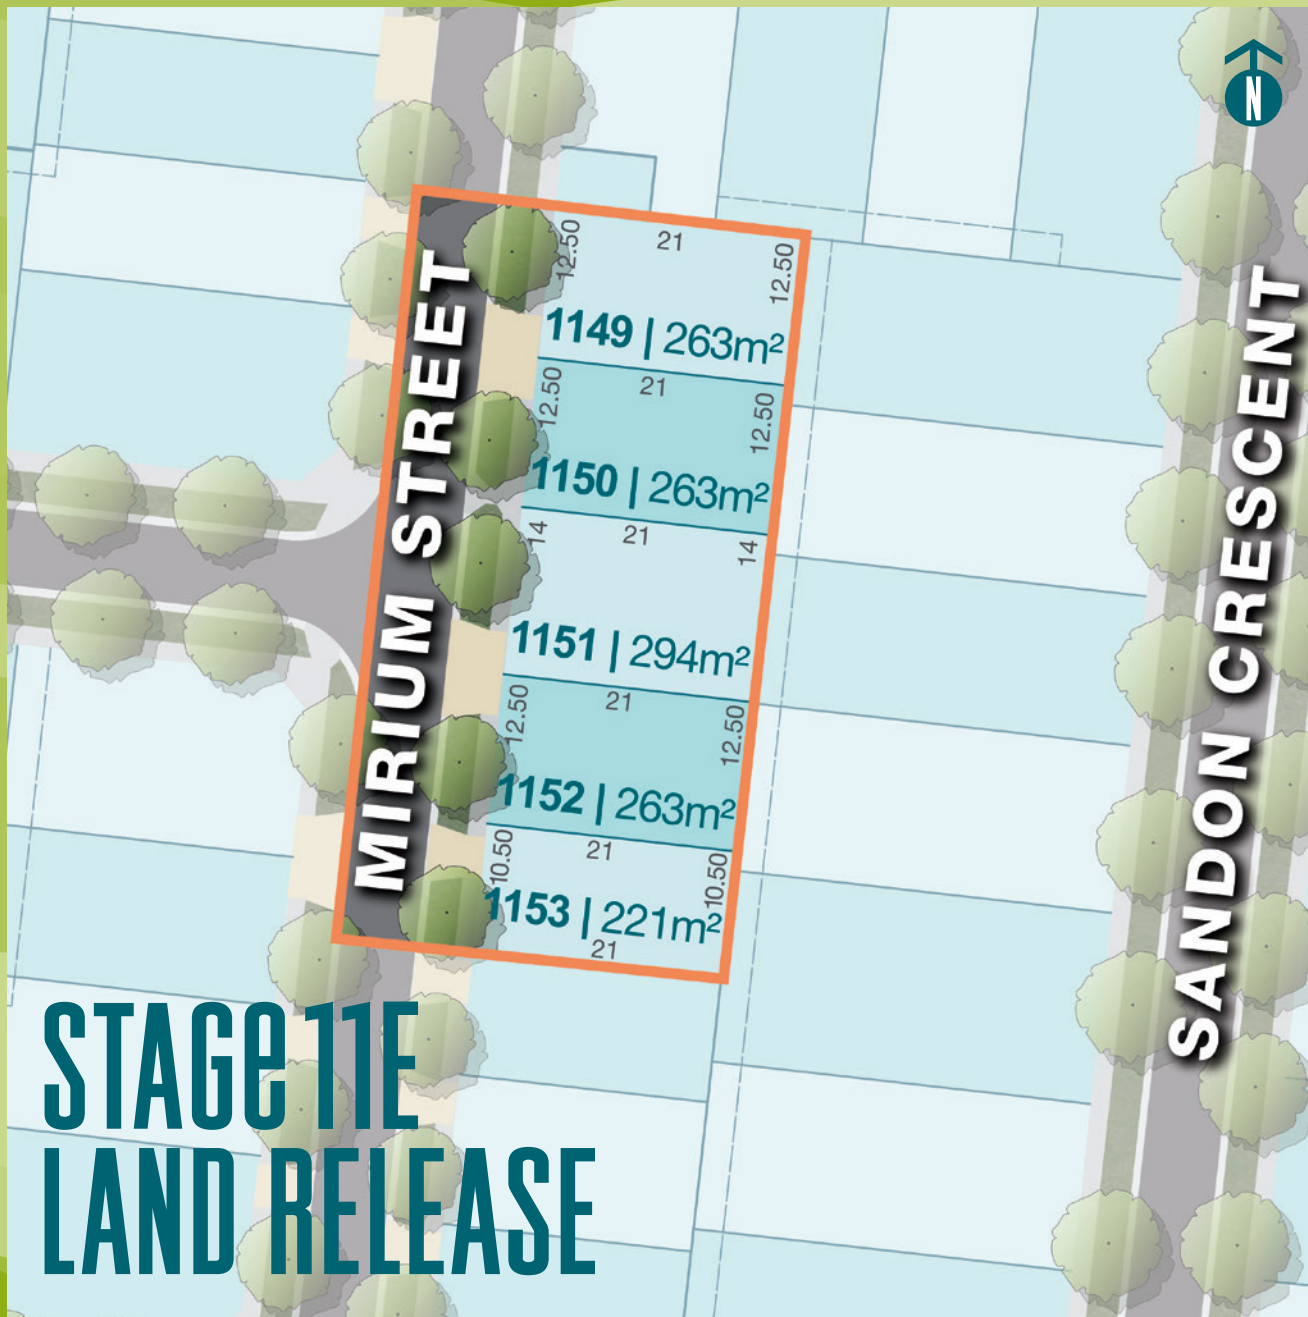 N
12.50
21
12.50
1149 | 263m²
12.50
21
12.50
1150 | 263m²
14
21
14
1151 | 294m²
12.50
21
12.50
1152 | 263m²
10.50
21
10.50
1153 | 221m²
21
MIRIUM STREET
SANDON CRESCENT
STAGe 11E
LAND RELEASE